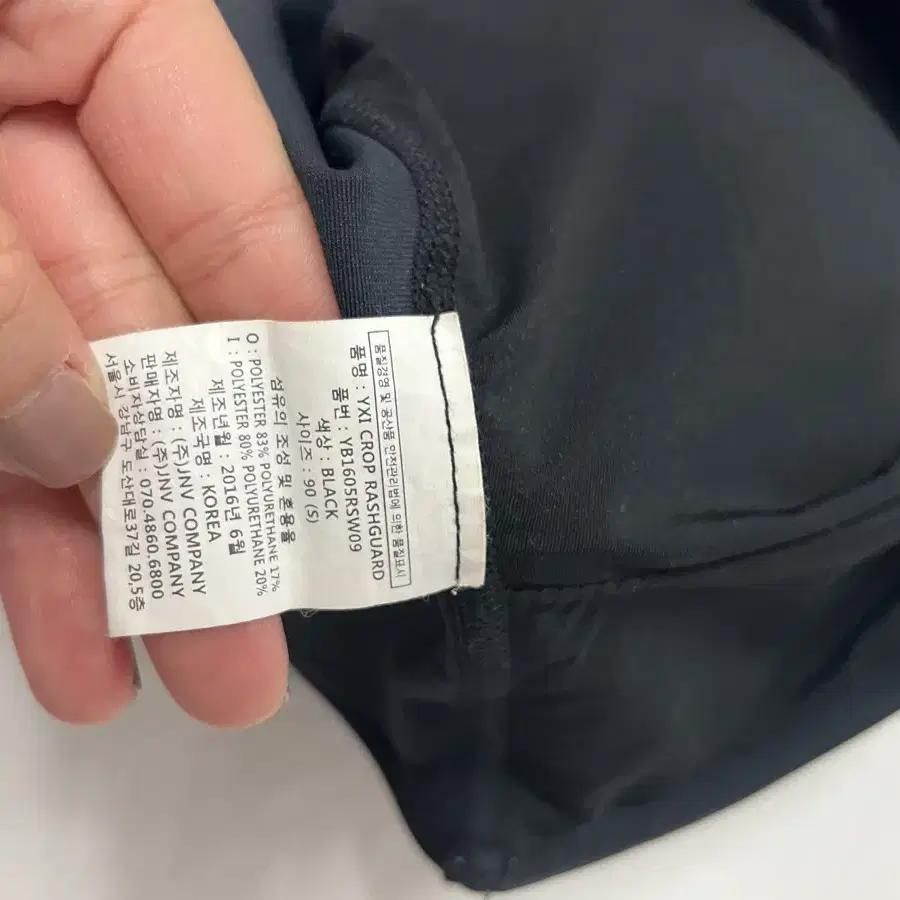 품질경영 및 공산품 안전관리법에 의한 품질표시
품명 : YXI CROP RASHGUARD
품번 : YB1605RSW09
색상 : BLACK
사이즈 : 90 (S)
섬유의 조성 및 혼용율
O : POLYESTER 83% POLYURETHANE 17%
I : POLYESTER 80% POLYURETHANE 20%
제조년월 : 2016년 6월
제조국명 : KOREA
제조자명 : (주)JNV COMPANY
판매자명 : (주)JNV COMPANY
소비자상담실 : 070.4860.6800
서울시 강남구 도산대로37길 20,5층